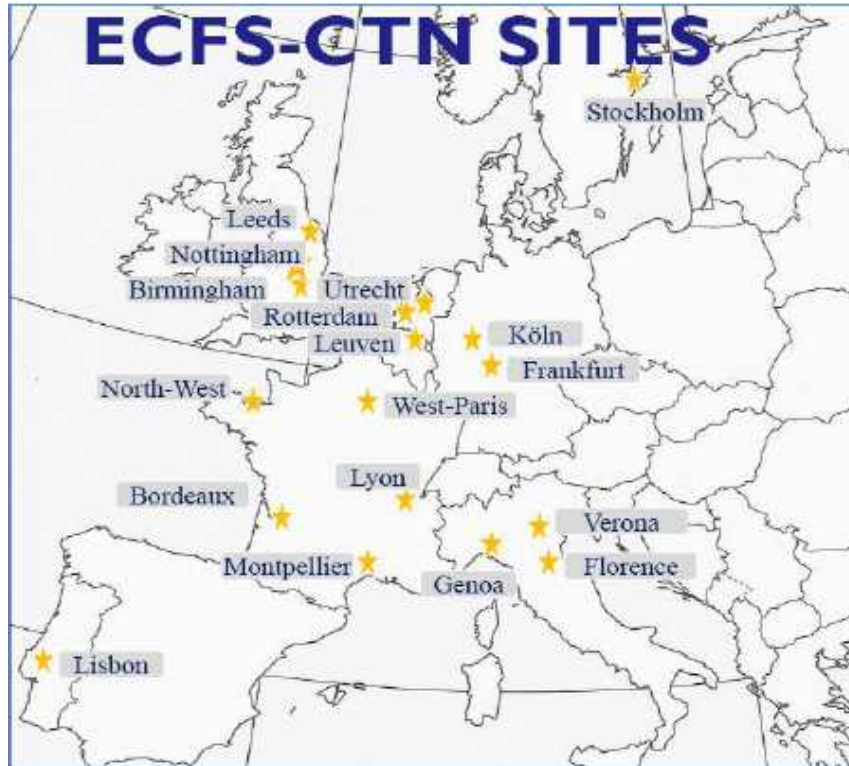 ECFS-CTN SITES
Stockholm
Leeds
Nottingham
Birmingham
Utrecht
Rotterdam
Leuven
Köln
Frankfurt
North-West
West-Paris
Lyon
Bordeaux
Verona
Montpellier
Genoa
Florence
Lisbon